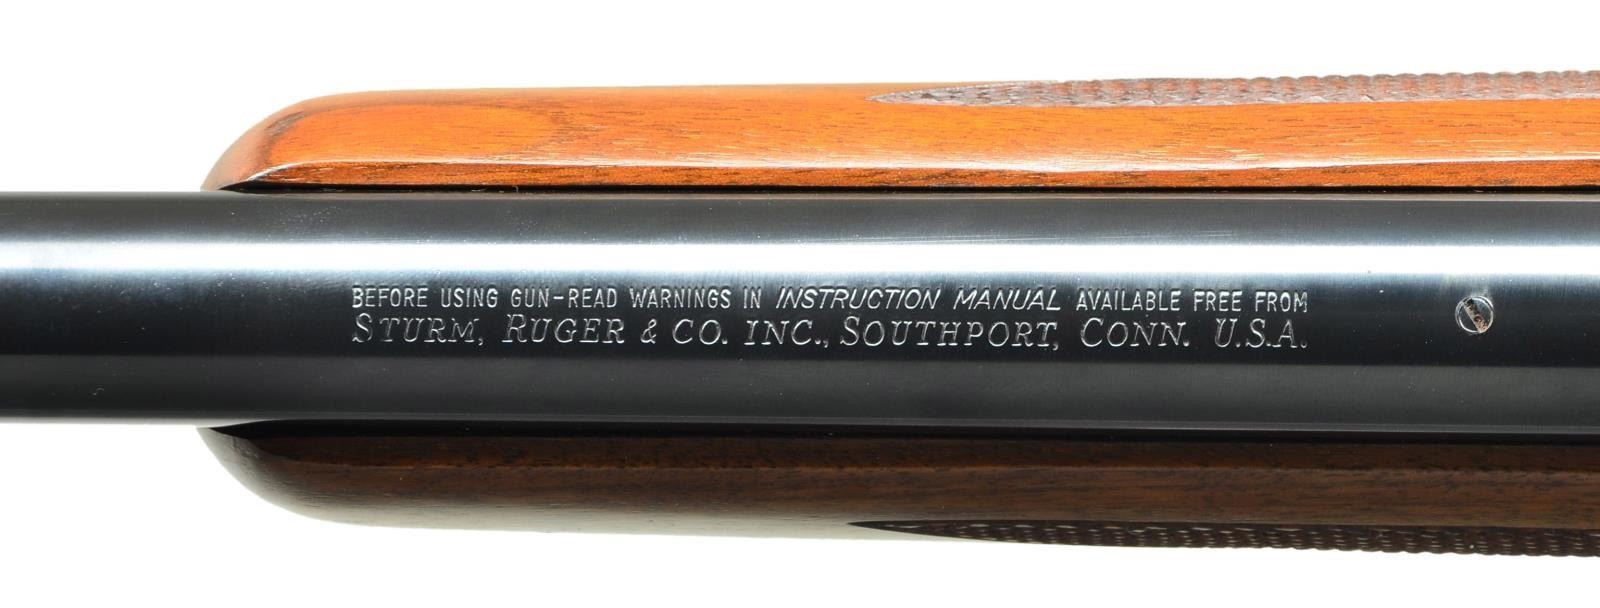 BEFORE USING GUN-READ WARNINGS IN INSTRUCTION MANUAL AVAILABLE FREE FROM
STURM, RUGER & CO. INC., SOUTHPORT, CONN. U.S.A.